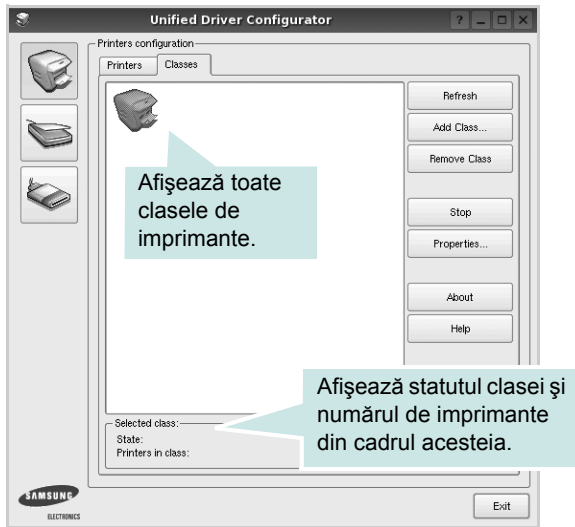 Unified Driver Configurator
Printers configuration
Printers Classes
Refresh
Add Class...
Remove Class
Stop
Properties...
About
Help
Afişează toate
clasele de
imprimante.
Afişează statutul clasei şi
numărul de imprimante
din cadrul acesteia.
Selected class:
State:
Printers in class:
SAMSUNG
ELECTRONICS
Exit